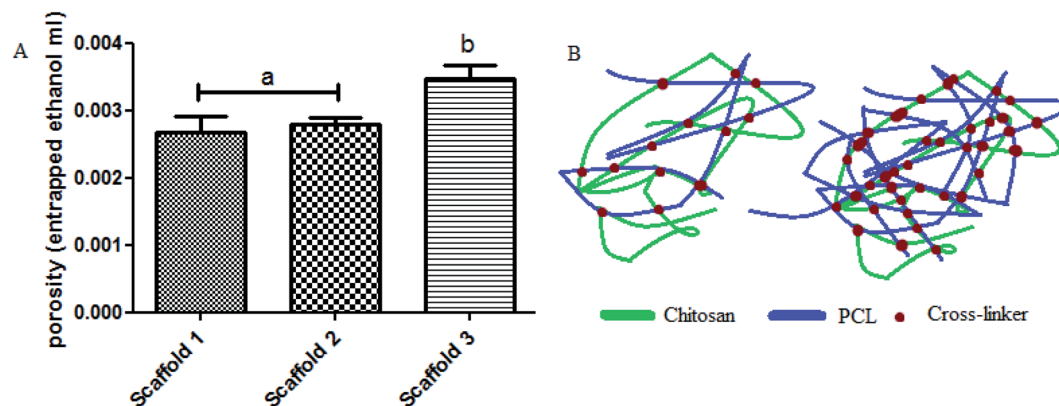 A
porosity (entrapped ethanol ml)
0.004
0.003
0.002
0.001
0.000
a
b
Scaffold 1
Scaffold 2
Scaffold 3
B
Chitosan
PCL
Cross-linker